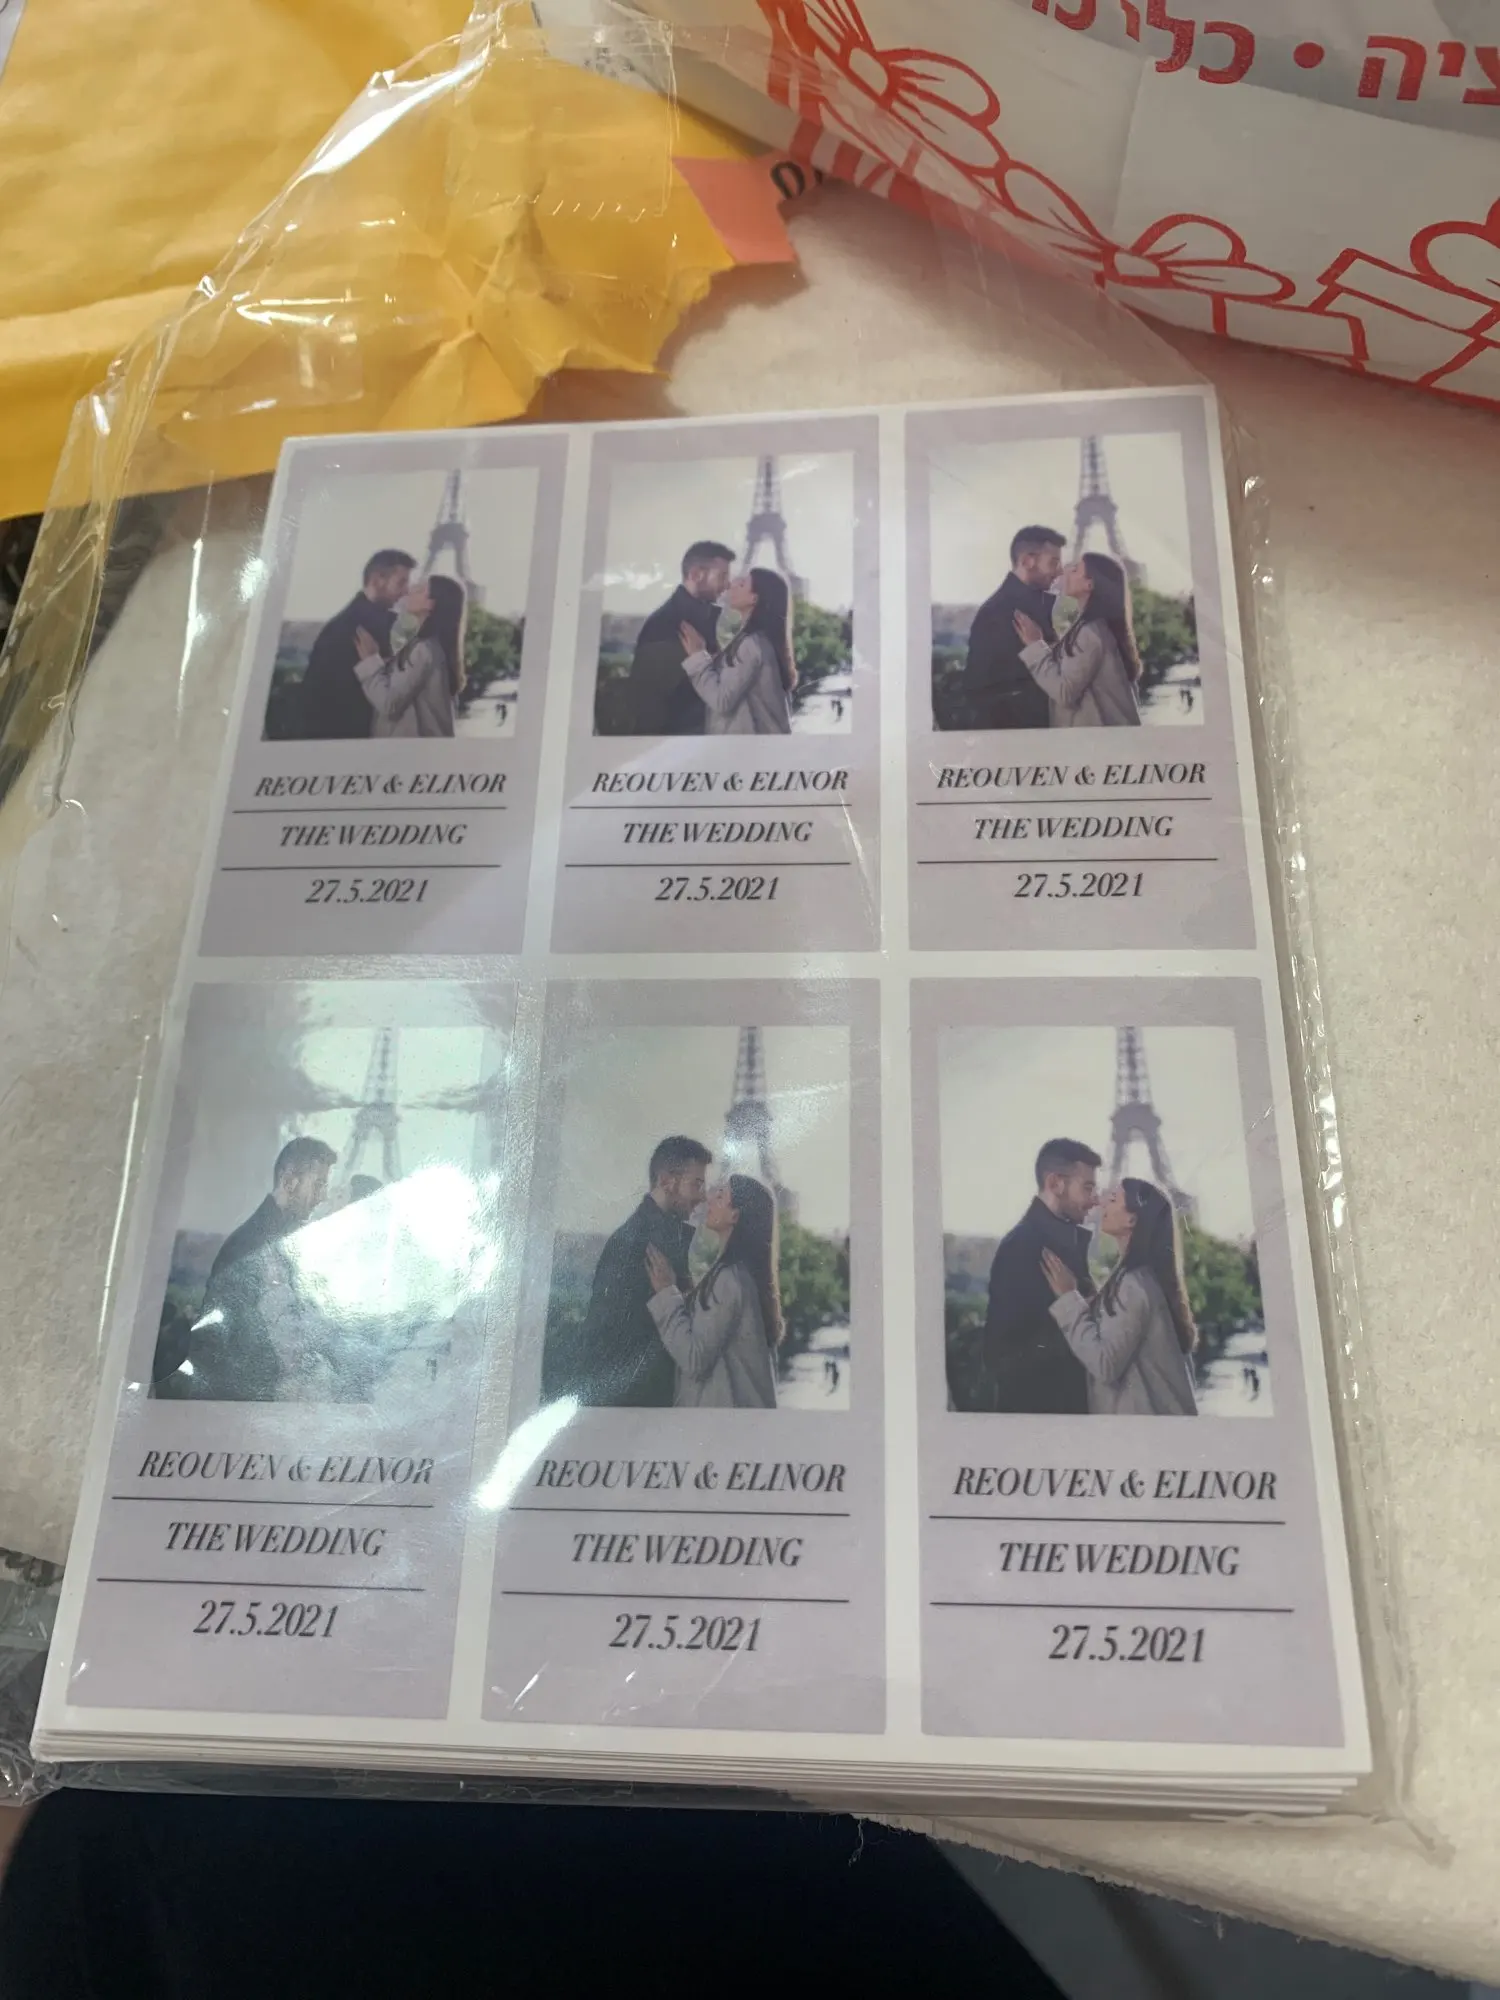 REOUVEN & ELINOR
THE WEDDING
27.5.2021
REOUVEN & ELINOR
THE WEDDING
27.5.2021
REOUVEN & ELINOR
THE WEDDING
27.5.2021
REOUVEN & ELINOR
THE WEDDING
27.5.2021
REOUVEN & ELINOR
THE WEDDING
27.5.2021
REOUVEN & ELINOR
THE WEDDING
27.5.2021